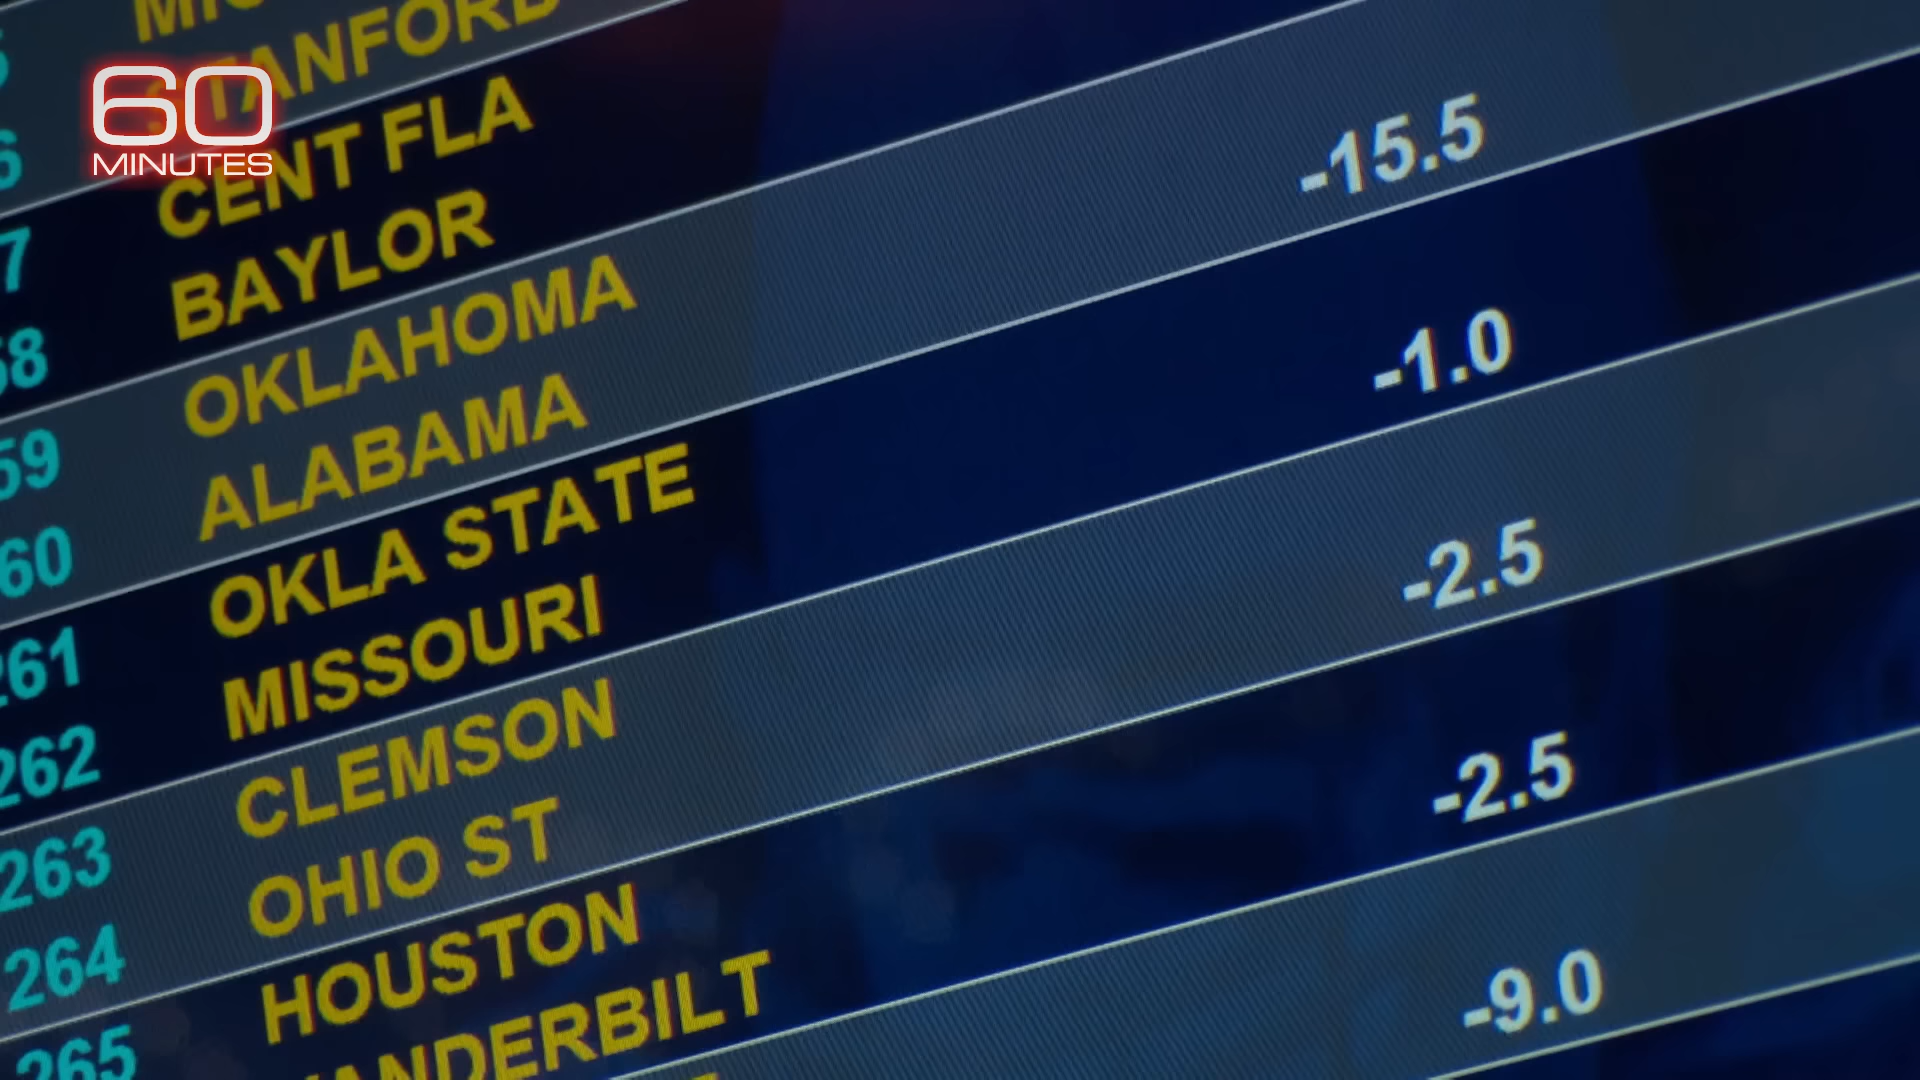 60
MINUTES
STANFORD
CENT FLA
BAYLOR
-15.5
59 OKLAHOMA
60 ALABAMA
-1.0
261 OKLA STATE
262 MISSOURI
-2.5
263 CLEMSON
264 OHIO ST
-2.5
265 HOUSTON
VANDERBILT
-9.0